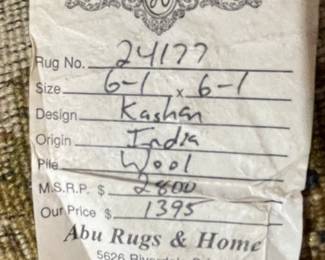 Rug No. 24177
Size 6-1 x 6-1
Design Kashan
Origin India
Pile Wool
M.S.R.P. $ 2800
Our Price $ 1395
Abu Rugs & Home
5626